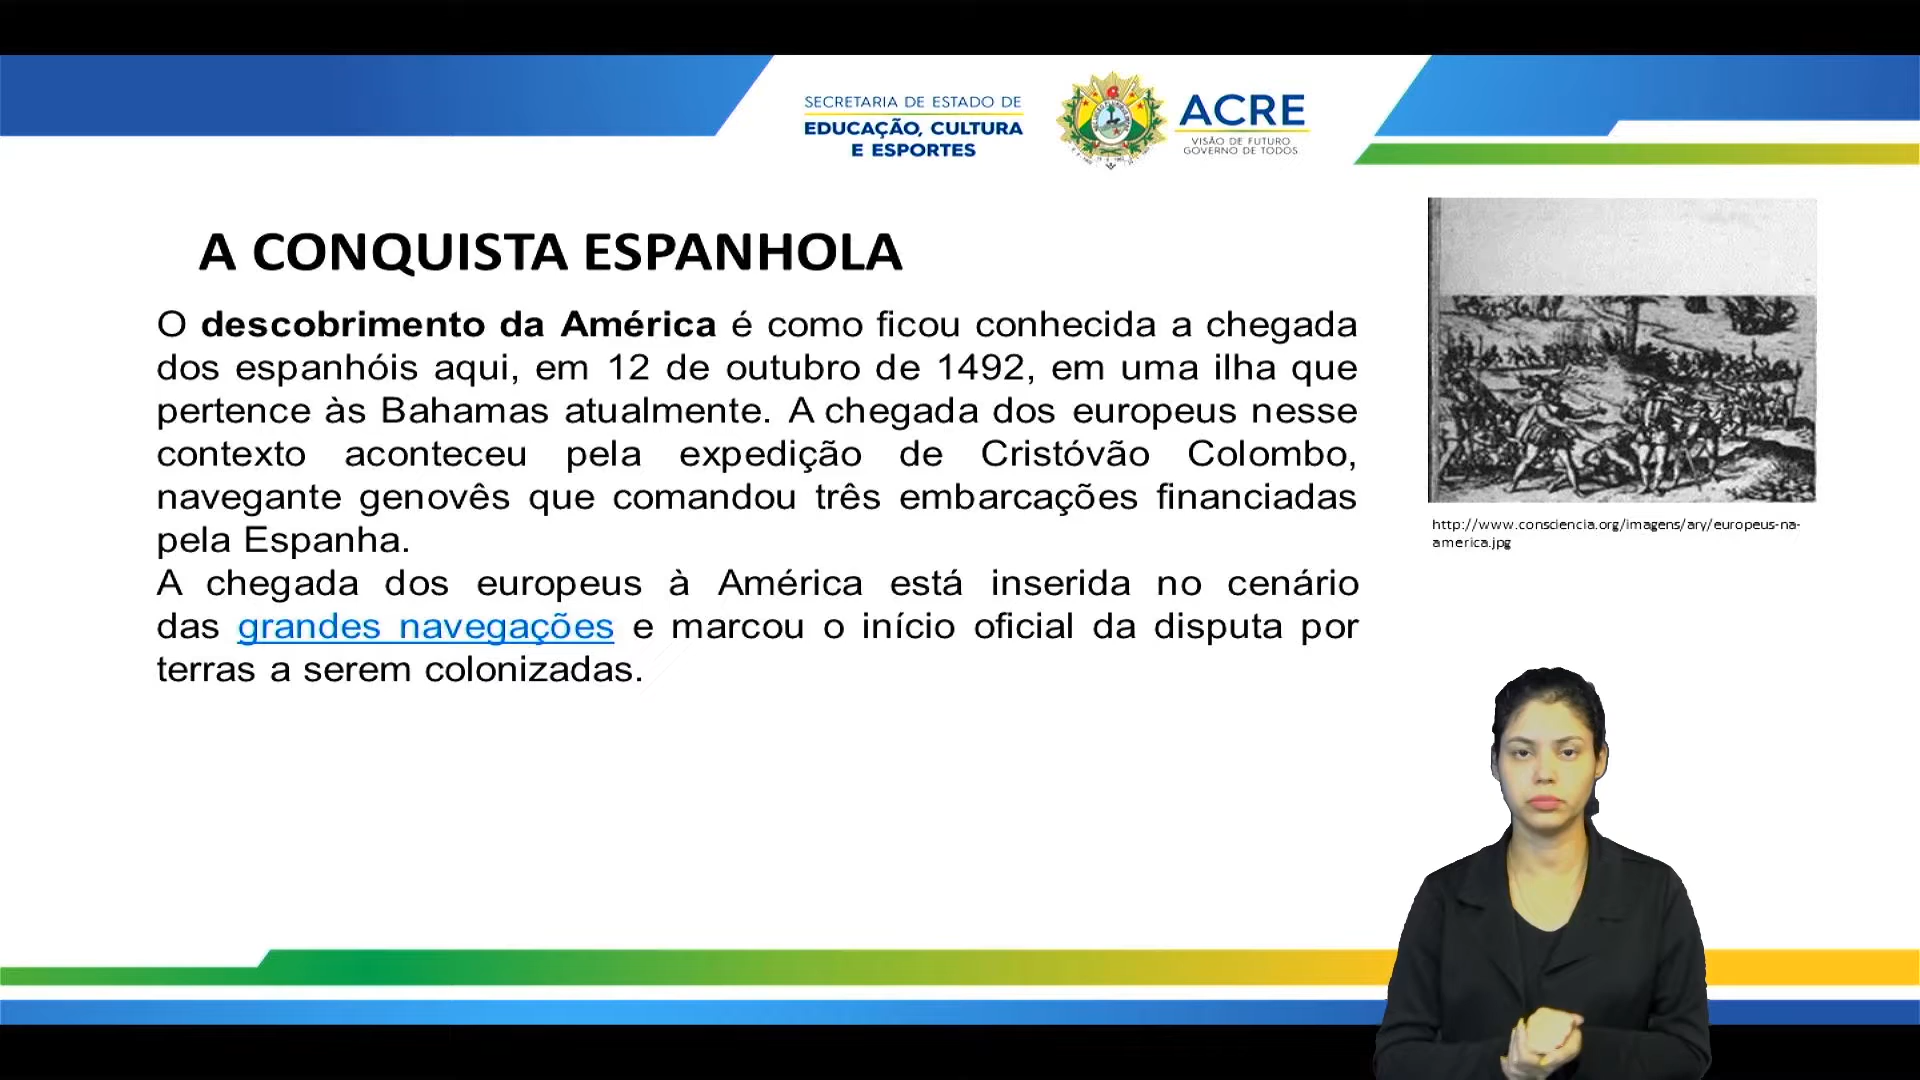 SECRETARIA DE ESTADO DE
EDUCAÇÃO, CULTURA
E ESPORTES
ACRE
VISÃO DE FUTURO
GOVERNO DE TODOS
A CONQUISTA ESPANHOLA
O descobrimento da América é como ficou conhecida a chegada
dos espanhóis aqui, em 12 de outubro de 1492, em uma ilha que
pertence às Bahamas atualmente. A chegada dos europeus nesse
contexto aconteceu pela expedição de Cristóvão Colombo,
navegante genovês que comandou três embarcações financiadas
pela Espanha.
A chegada dos europeus à América está inserida no cenário
das grandes navegações e marcou o início oficial da disputa por
terras a serem colonizadas.
http://www.consciencia.org/imagens/ary/europeus-na-
america.jpg